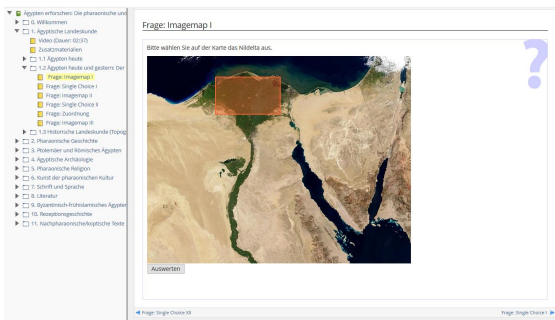 Ägypten erforschen: Die pharaonische und
0. Willkommen
1. Ägyptische Landeskunde
Video (Dauer: 02:37)
Zusatzmaterialien
1.1 Ägypten heute
1.2 Ägypten heute und gestern: Der
Frage: Imagemap I
Frage: Single Choice I
Frage: Imagemap II
Frage: Single Choice II
Frage: Zuordnung
Frage: Imagemap III
1.3 Historische Landeskunde (Topog
2. Pharaonische Geschichte
3. Ptolemäer und Römisches Ägypten
4. Ägyptische Archäologie
5. Pharaonische Religion
6. Kunst der pharaonischen Kultur
7. Schrift und Sprache
8. Literatur
9. Byzantinisch-frühislamisches Ägypten
10. Rezeptionsgeschichte
11. Nachpharaonische/koptische Texte
Frage: Imagemap I
Bitte wählen Sie auf der Karte das Nildelta aus.
?
Auswerten
Frage: Single Choice XII
Frage: Single Choice I